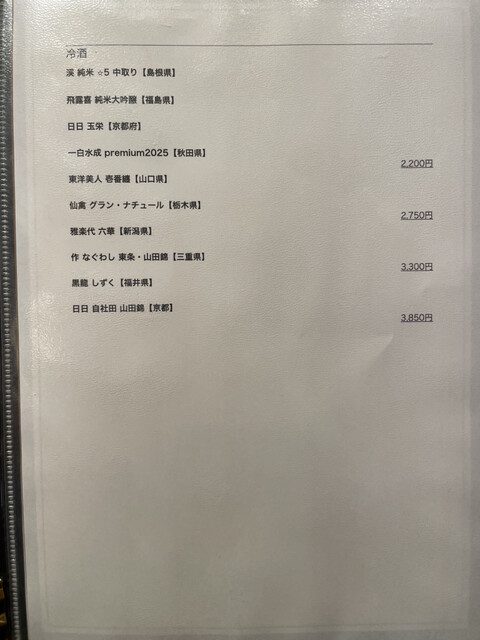 冷酒
渓 純米 ☆5 中取り【島根県】
飛露喜 純米大吟醸【福島県】
日日 玉栄【京都府】
一白水成 premium2025【秋田県】
2,200円
東洋美人 壱番纏【山口県】
仙禽 グラン・ナチュール【栃木県】
2,750円
雅楽代 六華【新潟県】
作 なぐわし 東条・山田錦【三重県】
3,300円
黒龍 しずく【福井県】
日日 自社田 山田錦【京都】
3,850円